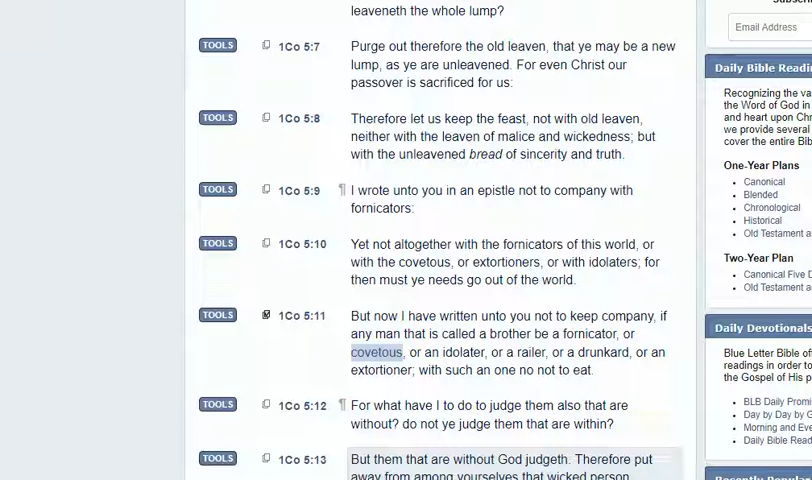 leaveneth the whole lump?
TOOLS 1Co 5:7 Purge out therefore the old leaven, that ye may be a new
lump, as ye are unleavened. For even Christ our
passover is sacrificed for us:
TOOLS 1Co 5:8 Therefore let us keep the feast, not with old leaven,
neither with the leaven of malice and wickedness; but
with the unleavened bread of sincerity and truth.
TOOLS 1Co 5:9 ¶ I wrote unto you in an epistle not to company with
fornicators:
TOOLS 1Co 5:10 Yet not altogether with the fornicators of this world, or
with the covetous, or extortioners, or with idolaters; for
then must ye needs go out of the world.
TOOLS 1Co 5:11 But now I have written unto you not to keep company, if
any man that is called a brother be a fornicator, or
covetous, or an idolater, or a railer, or a drunkard, or an
extortioner; with such an one no not to eat.
TOOLS 1Co 5:12 ¶ For what have I to do to judge them also that are
without? do not ye judge them that are within?
TOOLS 1Co 5:13 But them that are without God judgeth. Therefore put
away from among yourselves that wicked person.
Email Address
Daily Bible Readi
Recognizing the va
the Word of God in
and heart upon Chr
we provide several
cover the entire Bib
One-Year Plans
• Canonical
• Blended
• Chronological
• Historical
• Old Testament a
Two-Year Plan
• Canonical Five D
• Old Testament a
Daily Devotionals
Blue Letter Bible of
readings in order to
the Gospel of His p
• BLB Daily Promi
• Day by Day by G
• Morning and Eve
• Daily Bible Read